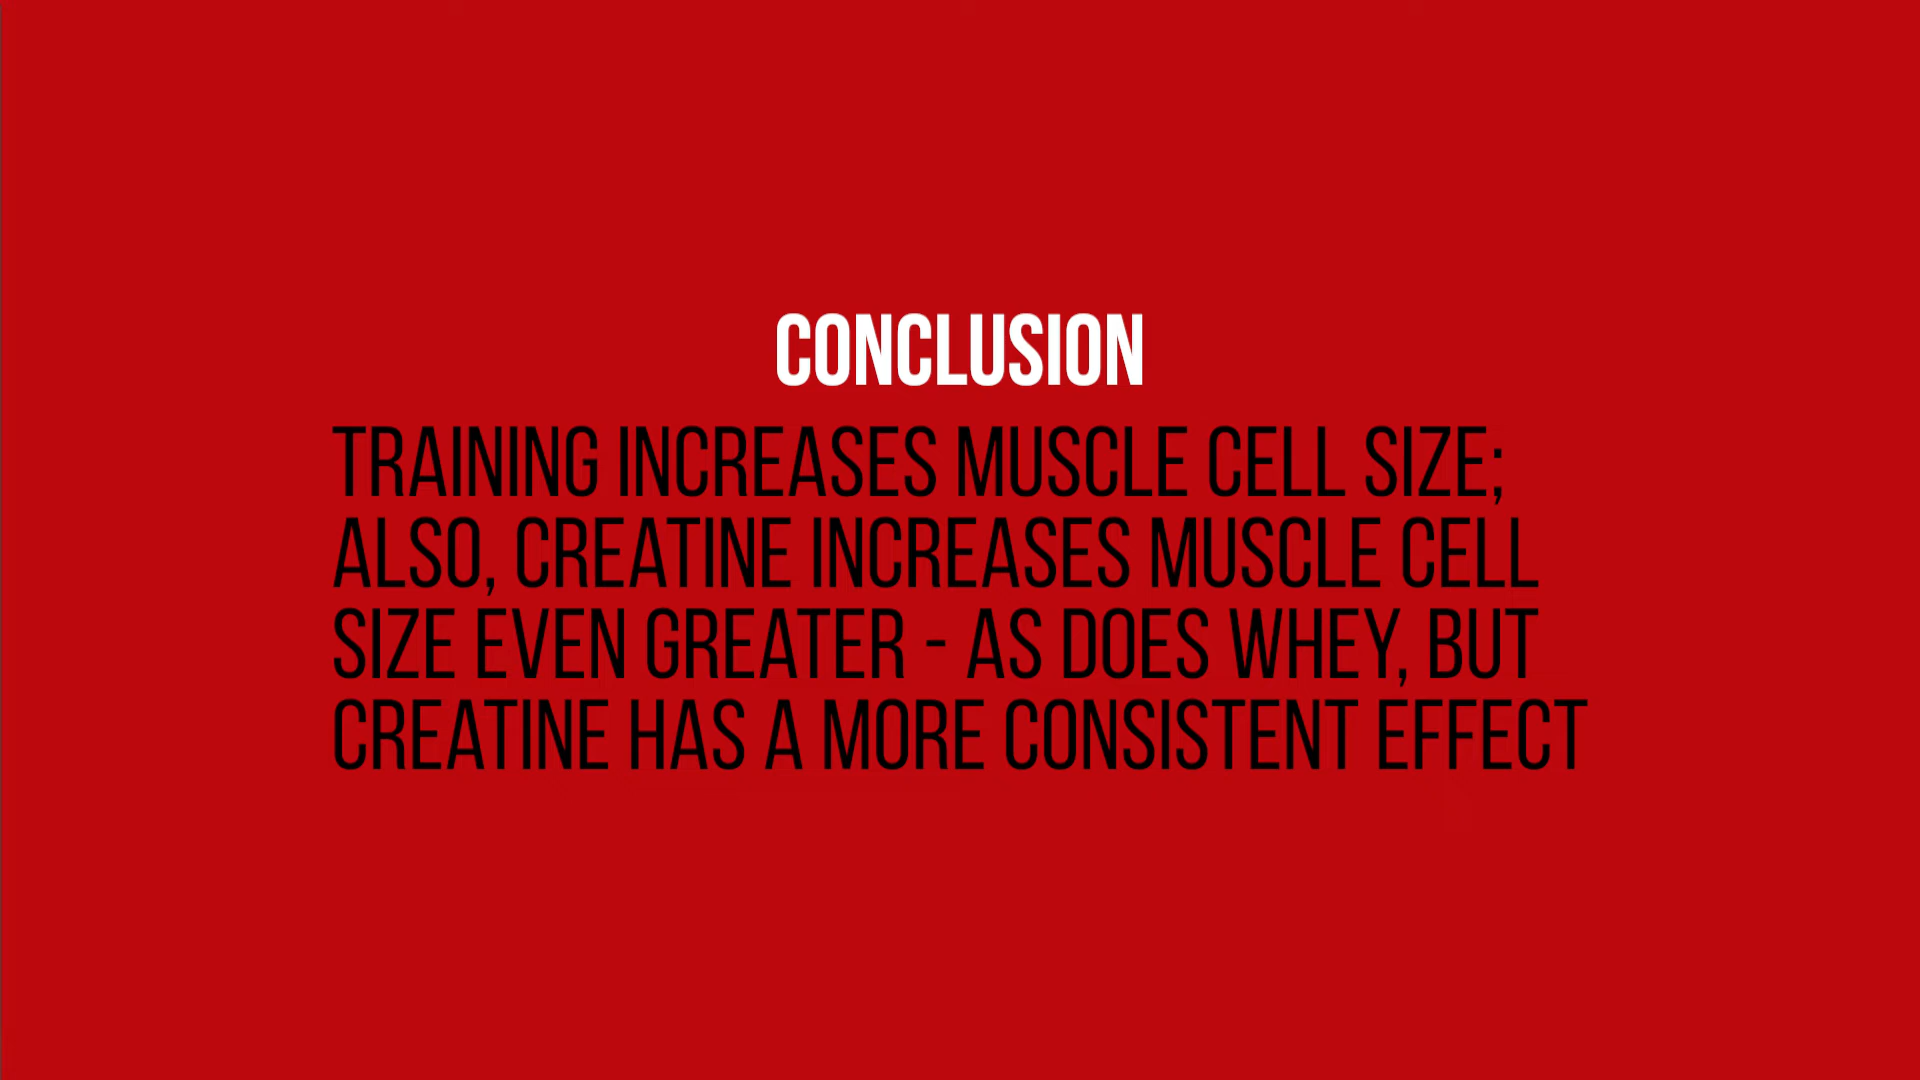 CONCLUSION
TRAINING INCREASES MUSCLE CELL SIZE;
ALSO, CREATINE INCREASES MUSCLE CELL
SIZE EVEN GREATER - AS DOES WHEY, BUT
CREATINE HAS A MORE CONSISTENT EFFECT